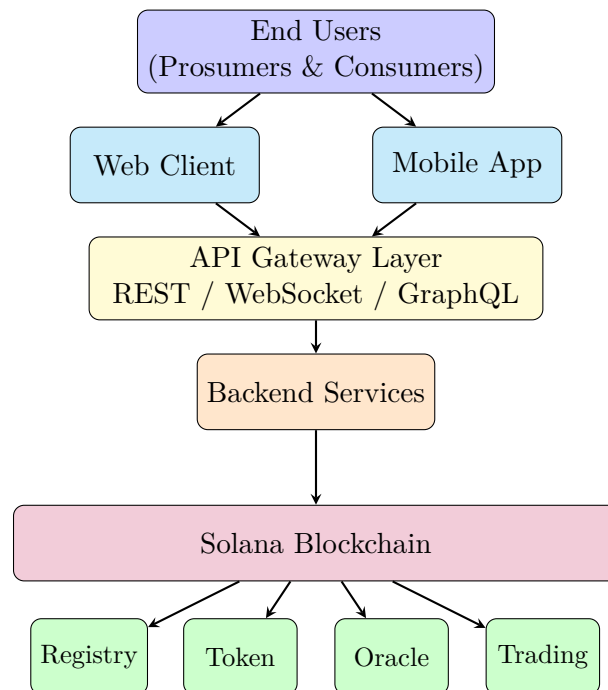 End Users
(Prosumers & Consumers)
Web Client
Mobile App
API Gateway Layer
REST / WebSocket / GraphQL
Backend Services
Solana Blockchain
Registry
Token
Oracle
Trading